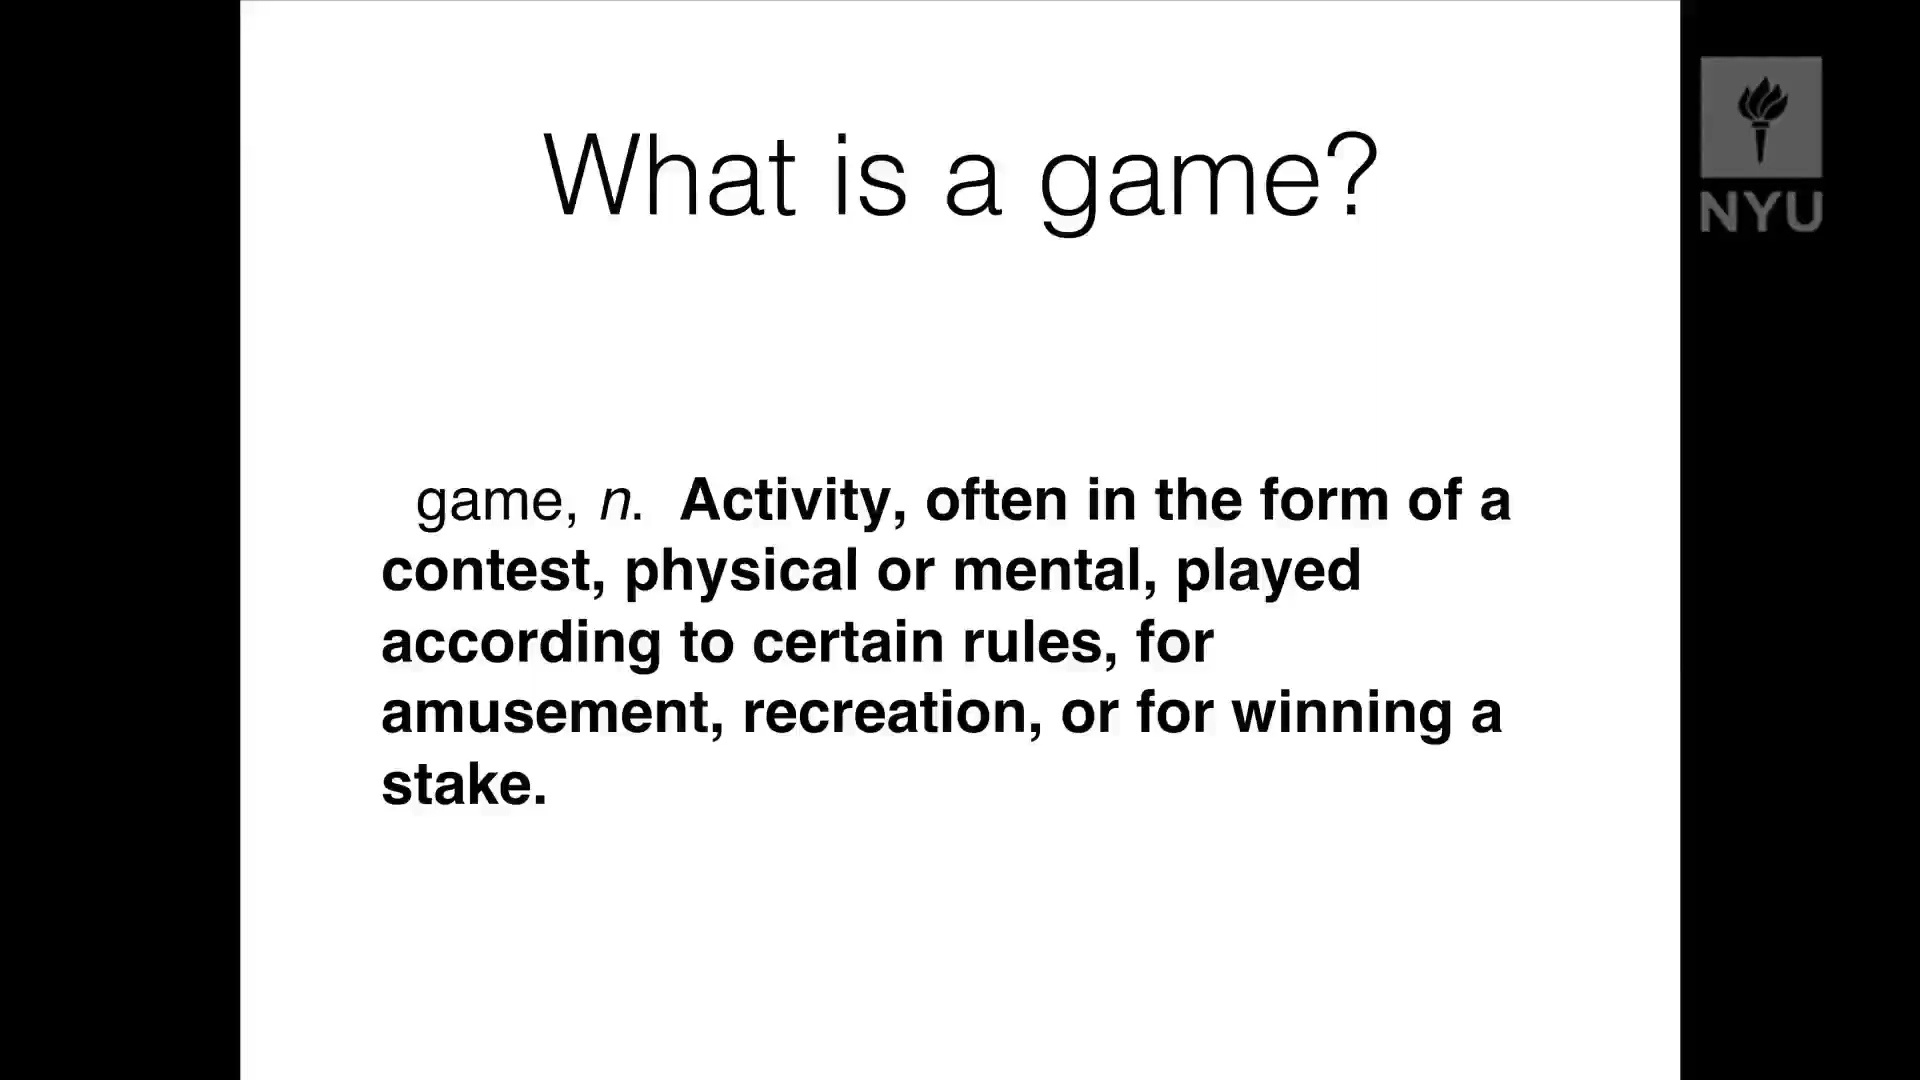 What is a game?
NYU
game, n. Activity, often in the form of a
contest, physical or mental, played
according to certain rules, for
amusement, recreation, or for winning a
stake.